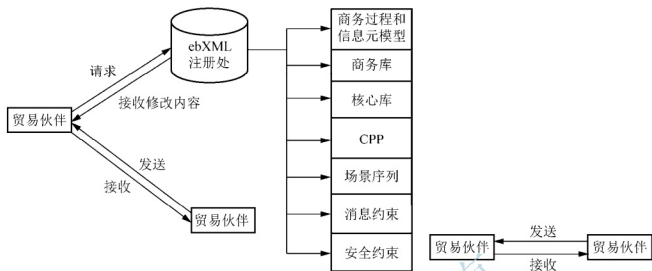 ebXML
注册处
请求
接收修改内容
贸易伙伴
发送
接收
贸易伙伴
商务过程和
信息元模型
商务库
核心库
CPP
场景序列
消息约束
安全约束
发送
贸易伙伴
贸易伙伴
接收